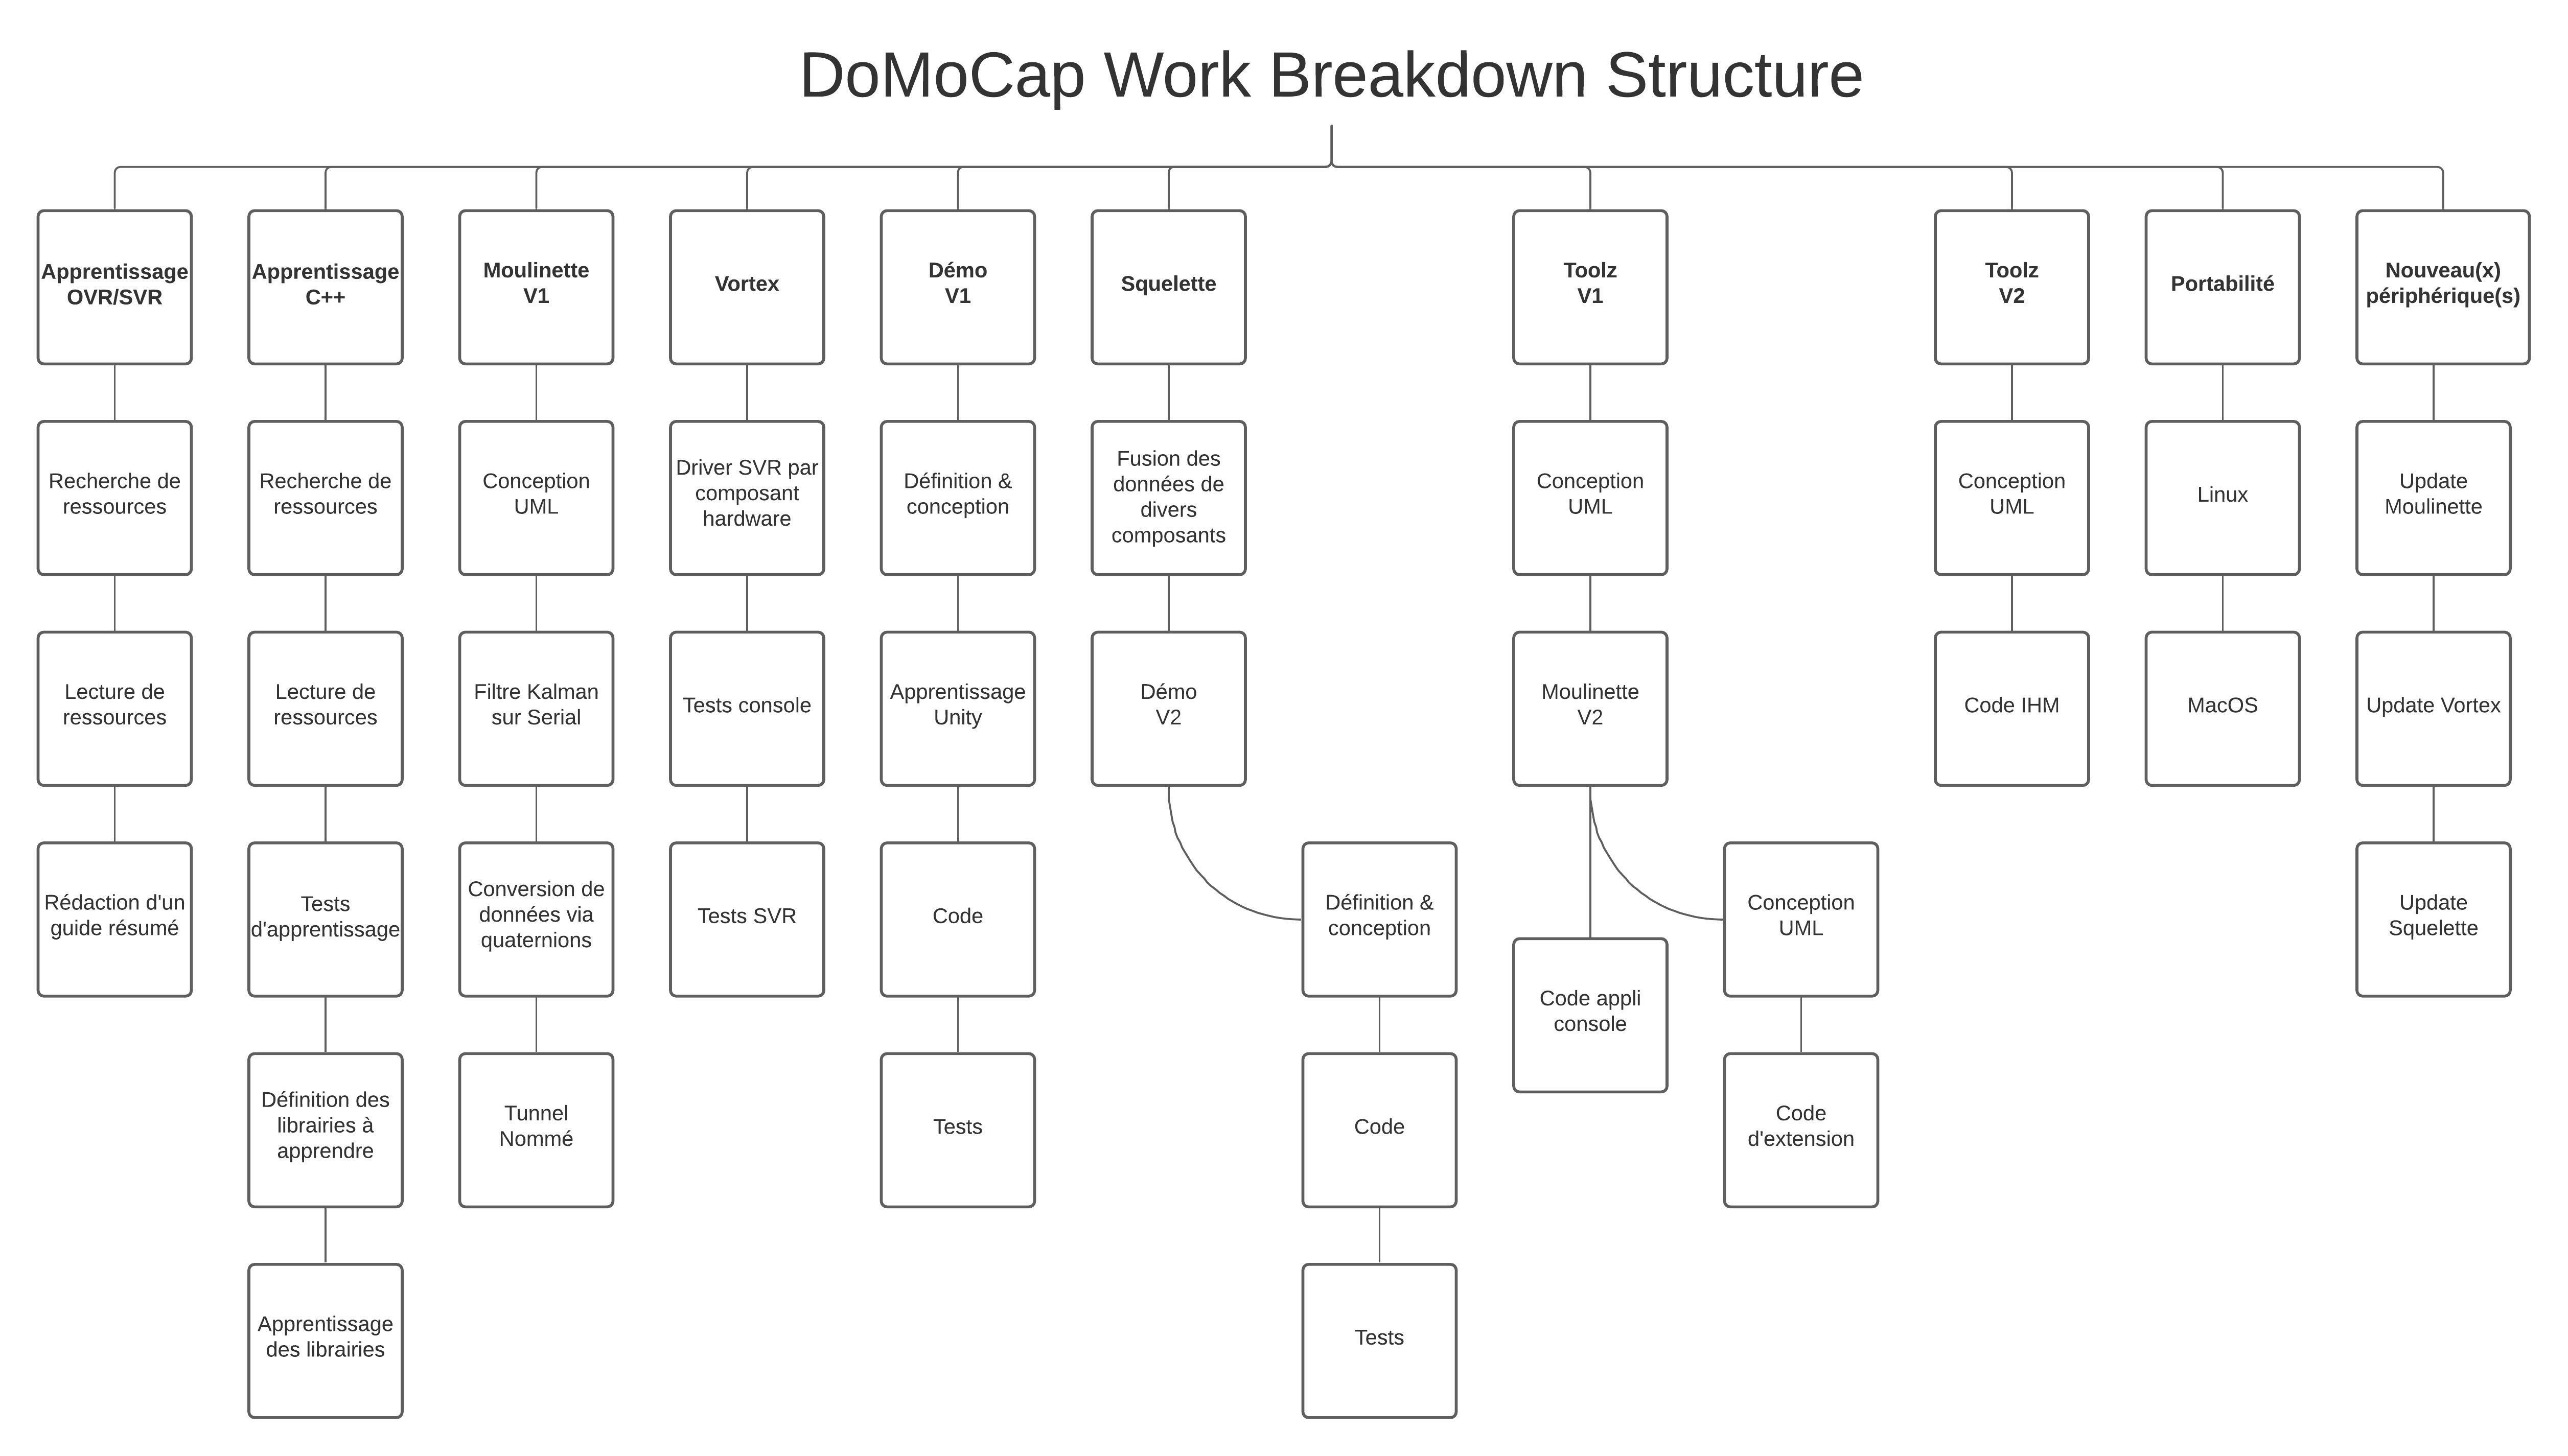 DoMoCap Work Breakdown Structure
Apprentissage
OVR/SVR
Apprentissage
C++
Moulinette
V1
Vortex
Démo
V1
Squelette
Toolz
V1
Toolz
V2
Portabilité
Nouveau(x)
périphérique(s)
Recherche de
ressources
Recherche de
ressources
Conception
UML
Driver SVR par
composant
hardware
Définition &
conception
Fusion des
données de
divers
composants
Conception
UML
Conception
UML
Linux
Update
Moulinette
Lecture de
ressources
Lecture de
ressources
Filtre Kalman
sur Serial
Tests console
Apprentissage
Unity
Démo
V2
Moulinette
V2
Code IHM
MacOS
Update Vortex
Rédaction d'un
guide résumé
Tests
d'apprentissage
Conversion de
données via
quaternions
Tests SVR
Code
Définition &
conception
Code appli
console
Conception
UML
Update
Squelette
Définition des
librairies à
apprendre
Tunnel
Nommé
Tests
Code
Code
d'extension
Apprentissage
des librairies
Tests